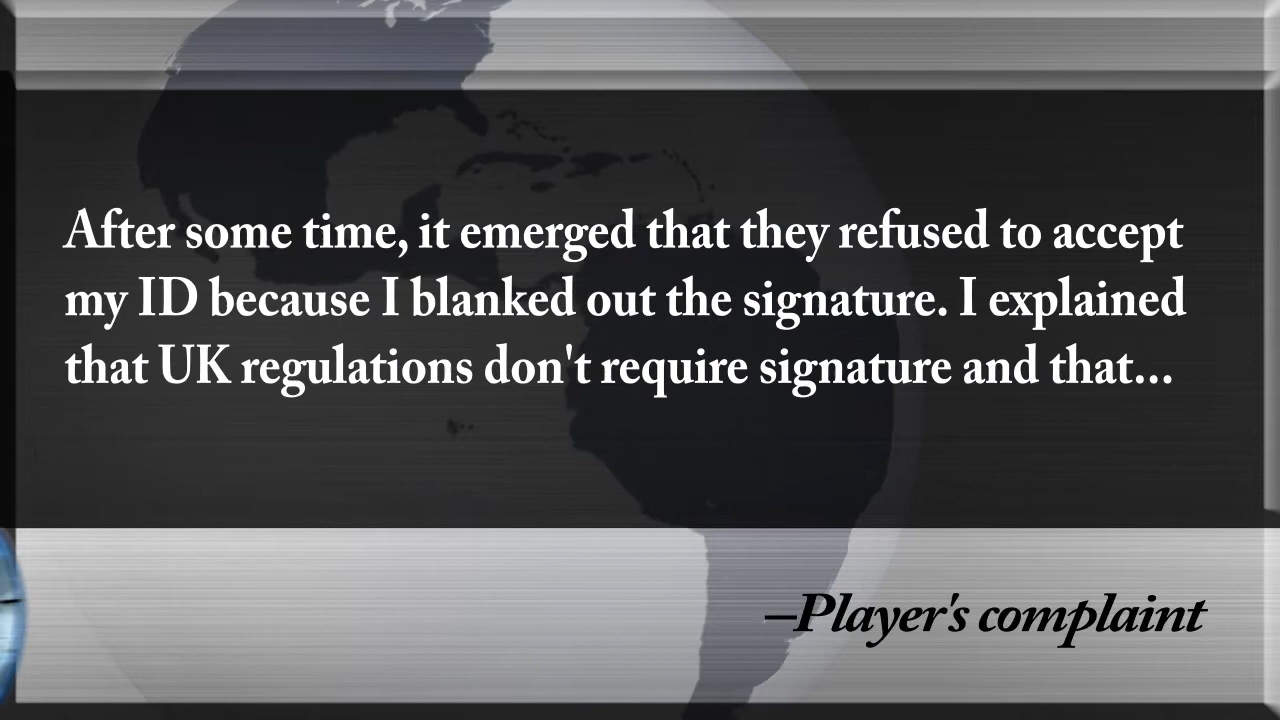 After some time, it emerged that they refused to accept
my ID because I blanked out the signature. I explained
that UK regulations don't require signature and that...
–Player's complaint